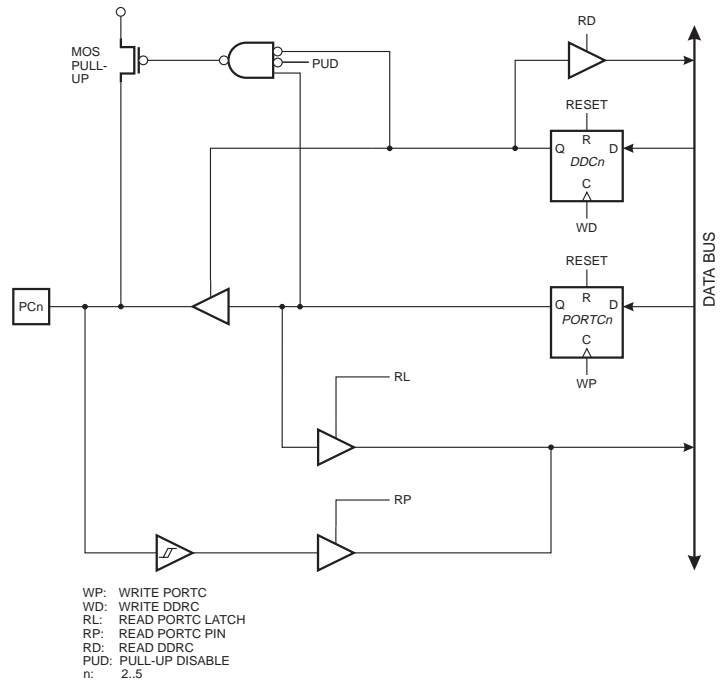 RD
MOS
PULL-
UP
PUD
RESET
R
Q
D
DDCn
C
WD
DATA BUS
RESET
R
PCn
Q
D
PORTCn
C
WP
RL
RP
WP: WRITE PORTC
WD: WRITE DDRC
RL: READ PORTC LATCH
RP: READ PORTC PIN
RD: READ DDRC
PUD: PULL-UP DISABLE
n: 2..5